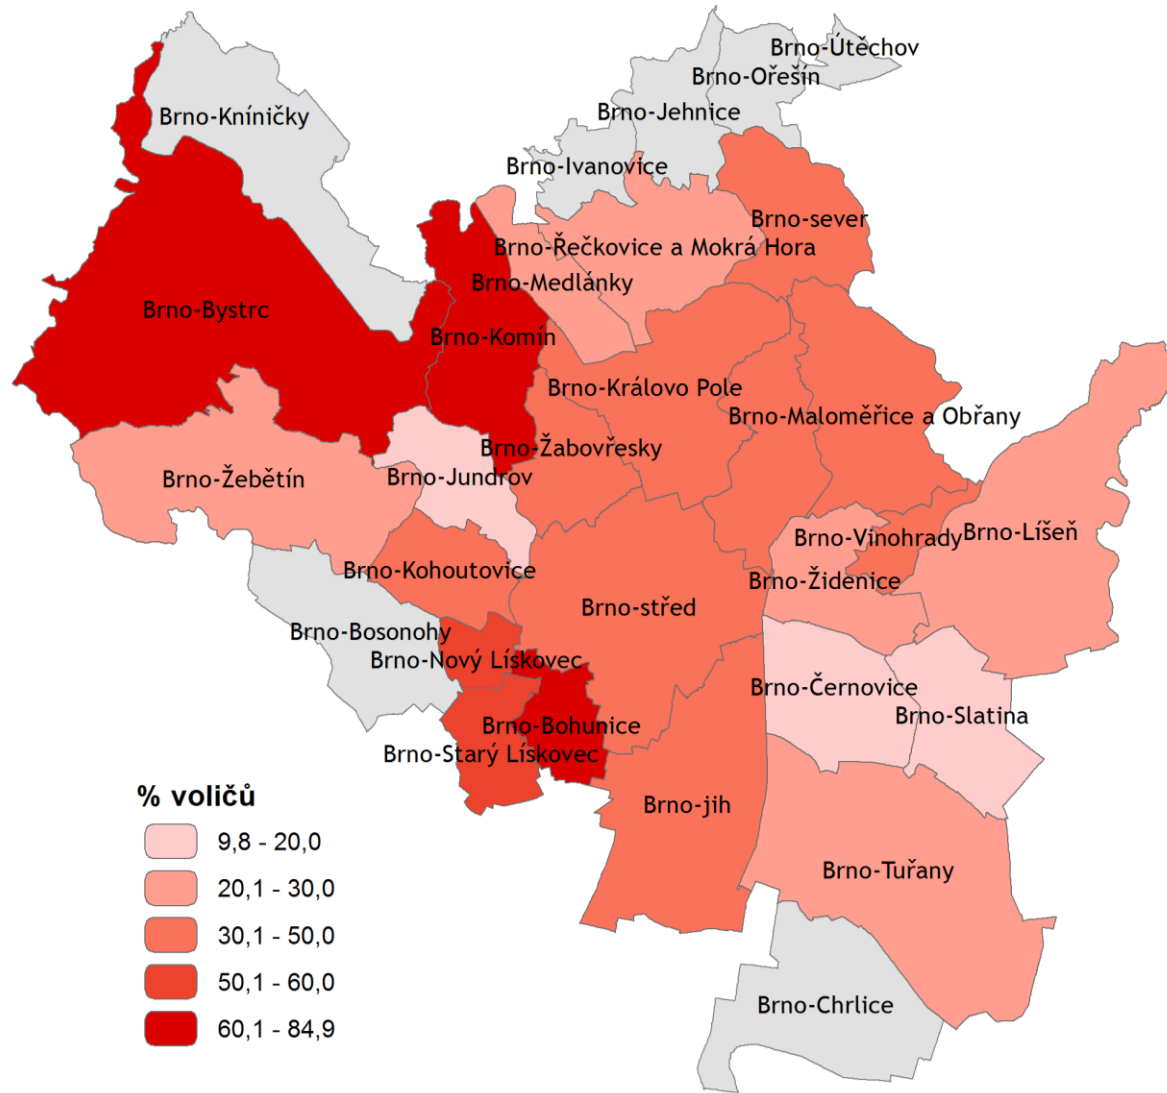 Brno-Útěchov
Brno-Ořešín
Brno-Jehnice
Brno-Kníničky
Brno-Ivanovice
Brno-sever
Brno-Řečkovice a Mokrá Hora
Brno-Medlánky
Brno-Bystrc
Brno-Komín
Brno-Královo Pole
Brno-Maloměřice a Obřany
Brno-Žabovřesky
Brno-Jundrov
Brno-Žebětín
Brno-Líšeň
Brno-Vinohrady
Brno-Kohoutovice
Brno-Židenice
Brno-střed
Brno-Bosonohy
Brno-Nový Lískovec
Brno-Černovice
Brno-Slatina
Brno-Bohunice
Brno-Starý Lískovec
Brno-jih
Brno-Tuřany
Brno-Chrlice
% voličů
9,8 - 20,0
20,1 - 30,0
30,1 - 50,0
50,1 - 60,0
60,1 - 84,9